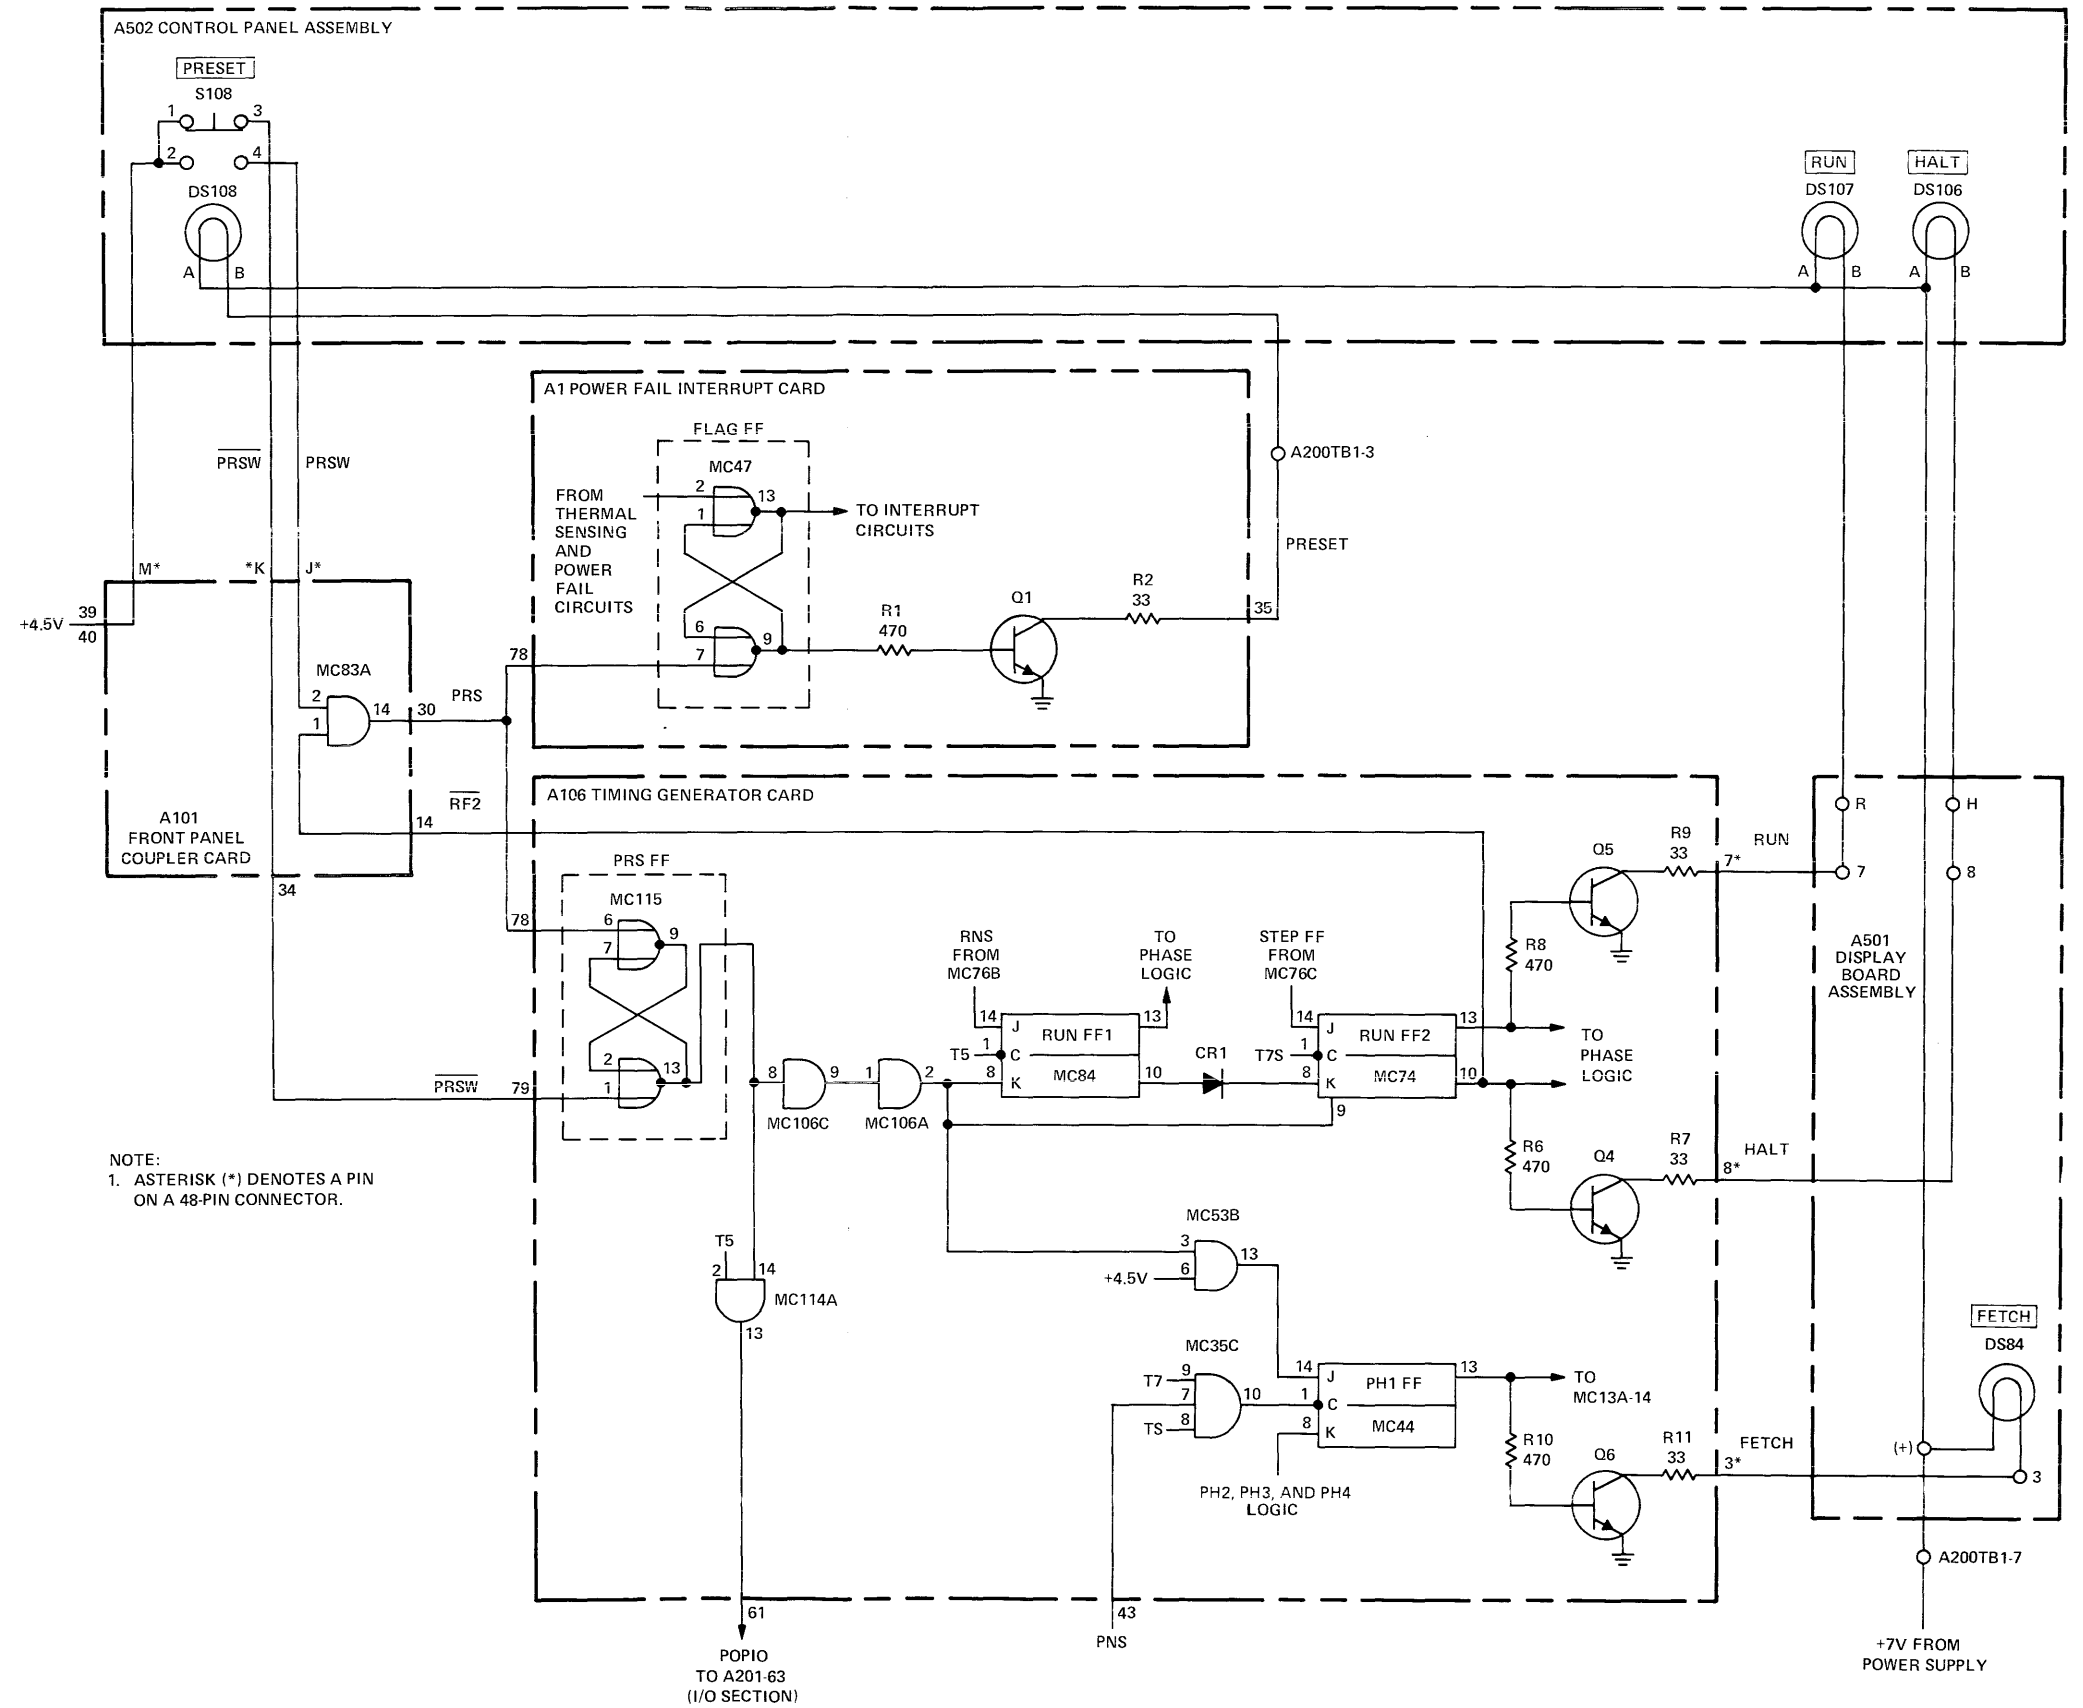 A502 CONTROL PANEL ASSEMBLY
PRESET
S108
1
3
2
4
DS108
A
B
RUN
DS107
A
B
HALT
DS106
A
B
A1 POWER FAIL INTERRUPT CARD
FLAG FF
MC47
FROM
THERMAL
SENSING
AND
POWER
FAIL
CIRCUITS
2
1
13
TO INTERRUPT
CIRCUITS
6
7
9
R1
470
Q1
R2
33
35
A200TB1-3
PRESET
PRSW
PRSW
M*
*K
J*
39
+4.5V
40
MC83A
2
1
14
30
PRS
78
RF2
14
A101
FRONT PANEL
COUPLER CARD
34
A106 TIMING GENERATOR CARD
PRS FF
MC115
78
6
7
9
2
1
13
PRSW
79
8
9
MC106C
1
2
MC106A
RNS
FROM
MC76B
TO
PHASE
LOGIC
14
J
RUN FF1
13
T5
1
C
8
K
MC84
10
CR1
STEP FF
FROM
MC76C
14
J
RUN FF2
13
T7S
1
C
8
K
MC74
10
9
TO
PHASE
LOGIC
R8
470
Q5
R9
33
7*
RUN
R
7
H
8
A501
DISPLAY
BOARD
ASSEMBLY
R6
470
Q4
R7
33
8*
HALT
NOTE:
1. ASTERISK (*) DENOTES A PIN
ON A 48-PIN CONNECTOR.
T5
2
14
MC114A
13
MC53B
3
+4.5V
6
13
MC35C
T7
9
7
TS
8
10
14
J
PH1 FF
13
1
C
8
K
MC44
PH2, PH3, AND PH4
LOGIC
TO
MC13A-14
R10
470
Q6
R11
33
3*
FETCH
FETCH
DS84
(+)
3
A200TB1-7
+7V FROM
POWER SUPPLY
61
POPIO
TO A201-63
(I/O SECTION)
43
PNS